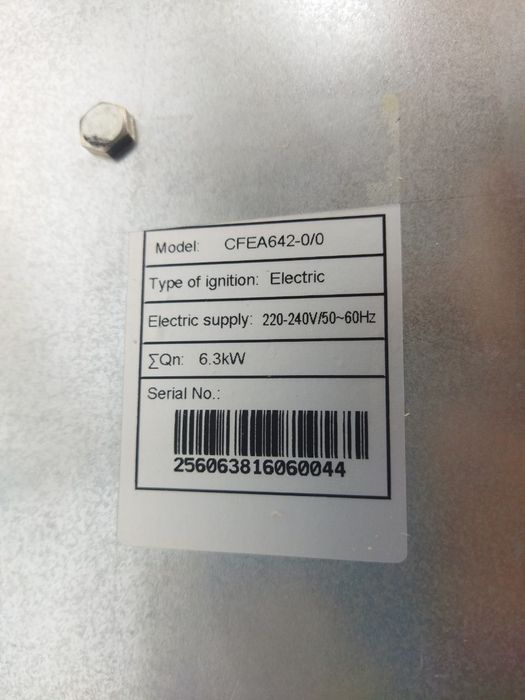 Model: CFEA642-0/0
Type of ignition: Electric
Electric supply: 220-240V/50~60Hz
∑Qn: 6.3kW
Serial No.:
256063816060044